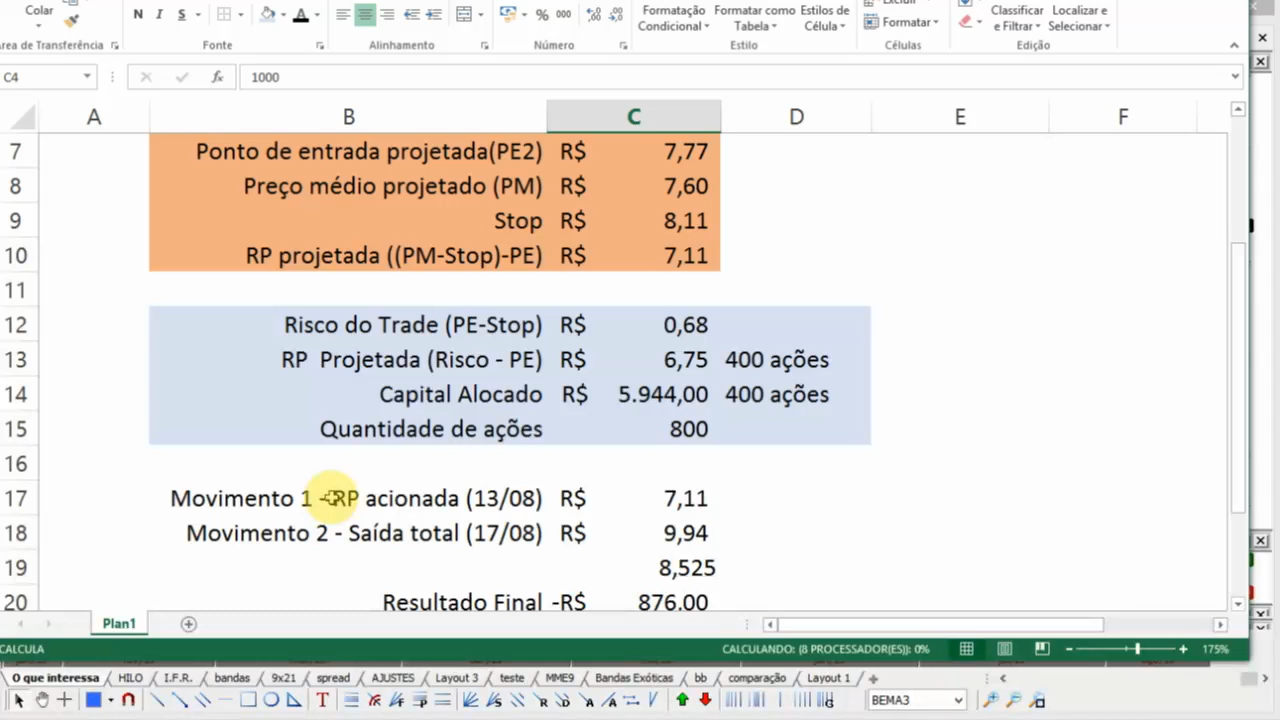 Colar
N I S
A
% 000
Formatação Condicional
Formatar como Tabela
Estilos de Célula
Excluir
Formatar
Classificar e Filtrar
Localizar e Selecionar
Área de Transferência
Fonte
Alinhamento
Número
Estilo
Células
Edição
C4
fx
1000
A B C D E F
7 Ponto de entrada projetada(PE2) R$ 7,77
8 Preço médio projetado (PM) R$ 7,60
9 Stop R$ 8,11
10 RP projetada ((PM-Stop)-PE) R$ 7,11
11
12 Risco do Trade (PE-Stop) R$ 0,68
13 RP Projetada (Risco - PE) R$ 6,75 400 ações
14 Capital Alocado R$ 5.944,00 400 ações
15 Quantidade de ações 800
16
17 Movimento 1 - RP acionada (13/08) R$ 7,11
18 Movimento 2 - Saída total (17/08) R$ 9,94
19 8,525
20 Resultado Final -R$ 876,00
Plan1
CALCULA
CALCULANDO: (8 PROCESSADOR(ES)): 0%
175%
O que interessa HILO I.F.R. bandas 9x21 spread AJUSTES Layout 3 teste MME9 Bandas Exóticas bb comparação Layout 1
BEMA3